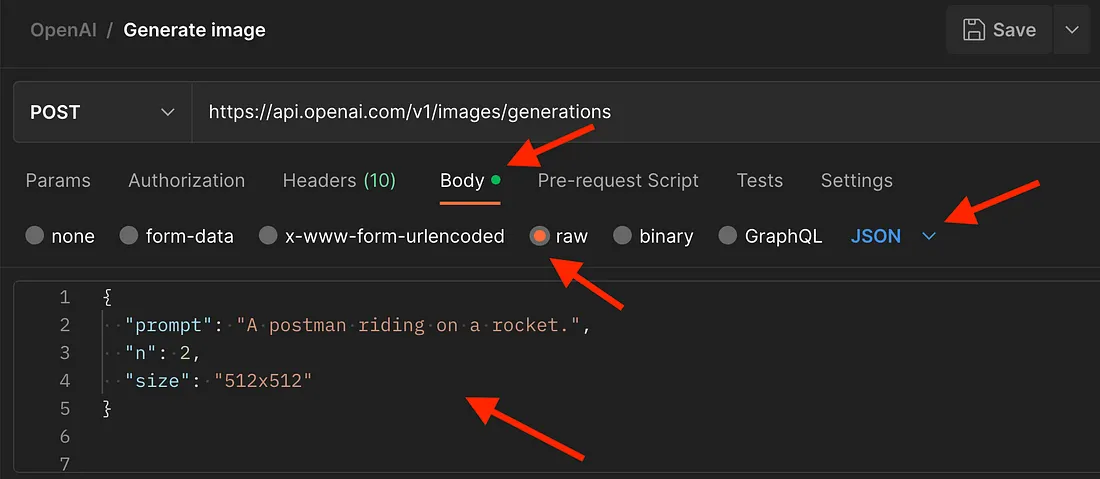 OpenAI / Generate image
Save
POST
https://api.openai.com/v1/images/generations
Params Authorization Headers (10) Body Pre-request Script Tests Settings
none form-data x-www-form-urlencoded raw binary GraphQL JSON
1 {
2 "prompt": "A postman riding on a rocket.",
3 "n": 2,
4 "size": "512x512"
5 }
6
7